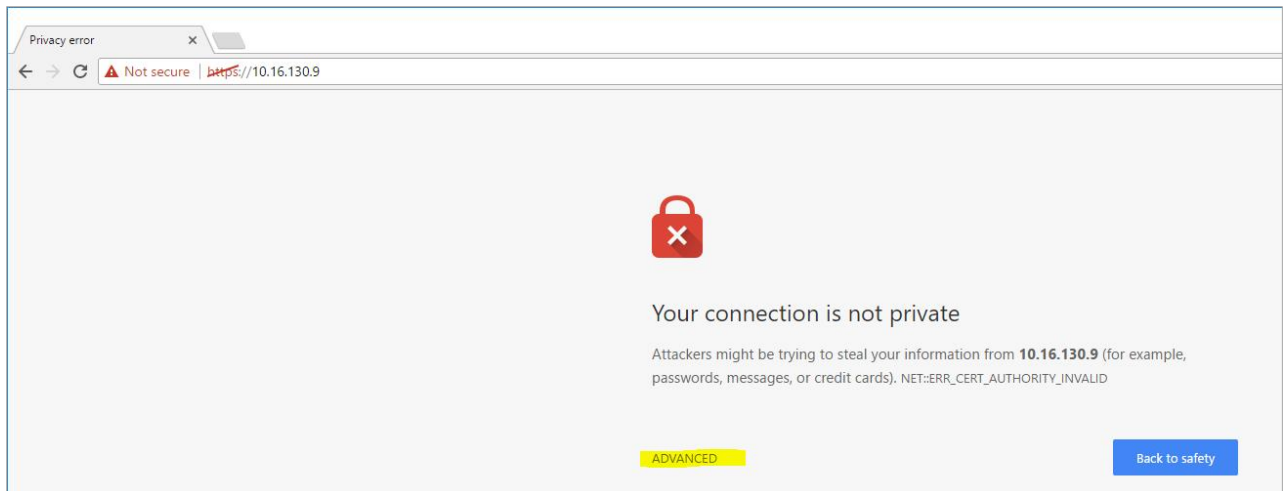 Privacy error
Not secure | https://10.16.130.9
Your connection is not private
Attackers might be trying to steal your information from 10.16.130.9 (for example,
passwords, messages, or credit cards). NET::ERR_CERT_AUTHORITY_INVALID
ADVANCED
Back to safety